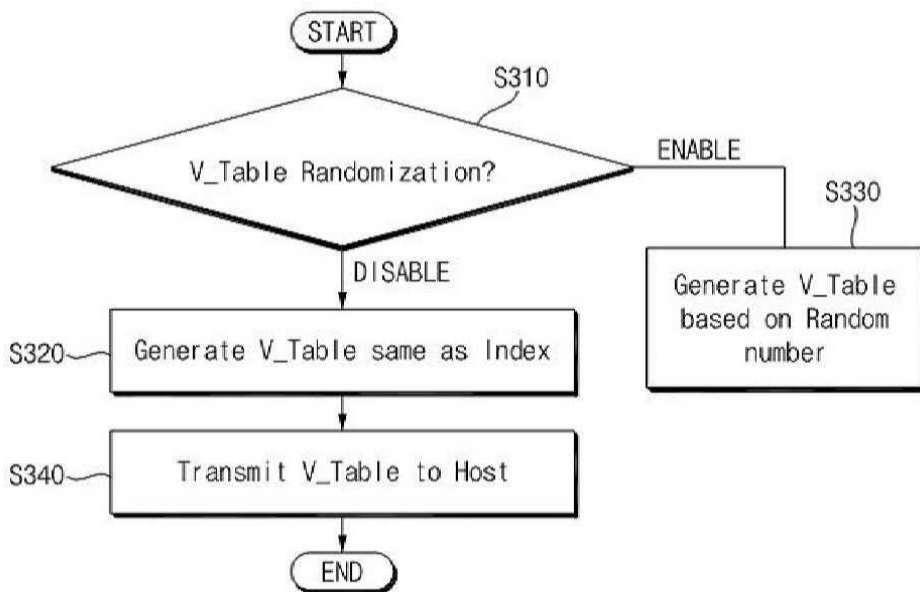 START
S310
V_Table Randomization?
ENABLE
S330
DISABLE
Generate V_Table
based on Random
number
S320
Generate V_Table same as Index
S340
Transmit V_Table to Host
END